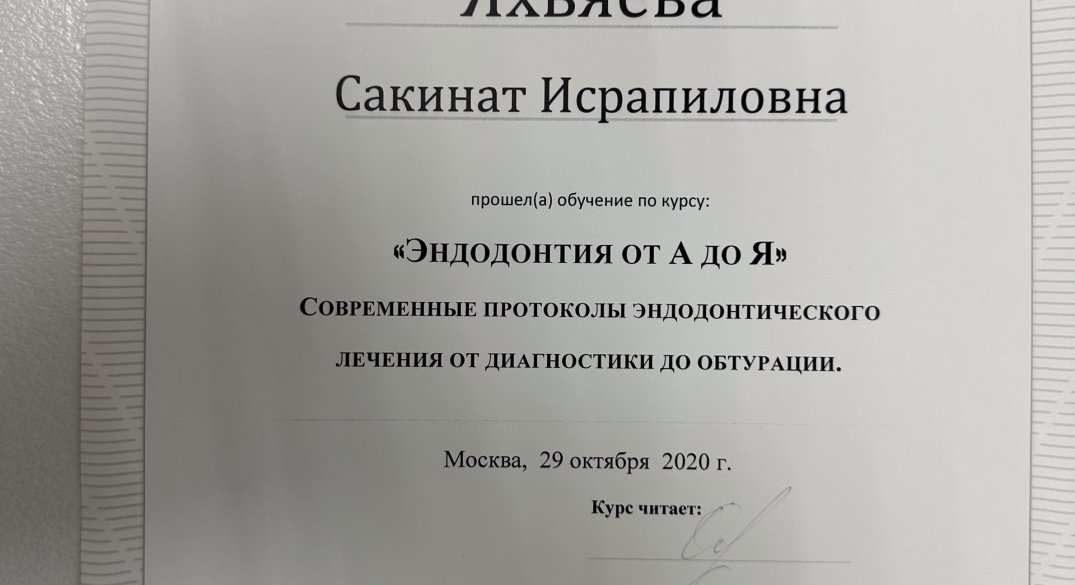 Яхьяева
Сакинат Исрапиловна
прошел(а) обучение по курсу:
«Эндодонтия от А до Я»
Современные протоколы эндодонтического
лечения от диагностики до обтурации.
Москва, 29 октября 2020 г.
Курс читает: